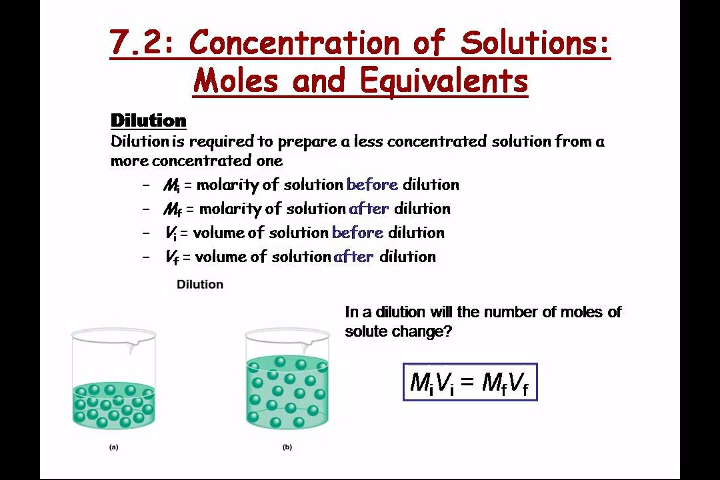 7.2: Concentration of Solutions:
Moles and Equivalents
Dilution
Dilution is required to prepare a less concentrated solution from a
more concentrated one
– Mi = molarity of solution before dilution
– Mf = molarity of solution after dilution
– Vi = volume of solution before dilution
– Vf = volume of solution after dilution
Dilution
In a dilution will the number of moles of
solute change?
MiVi = MfVf
(a)
(b)